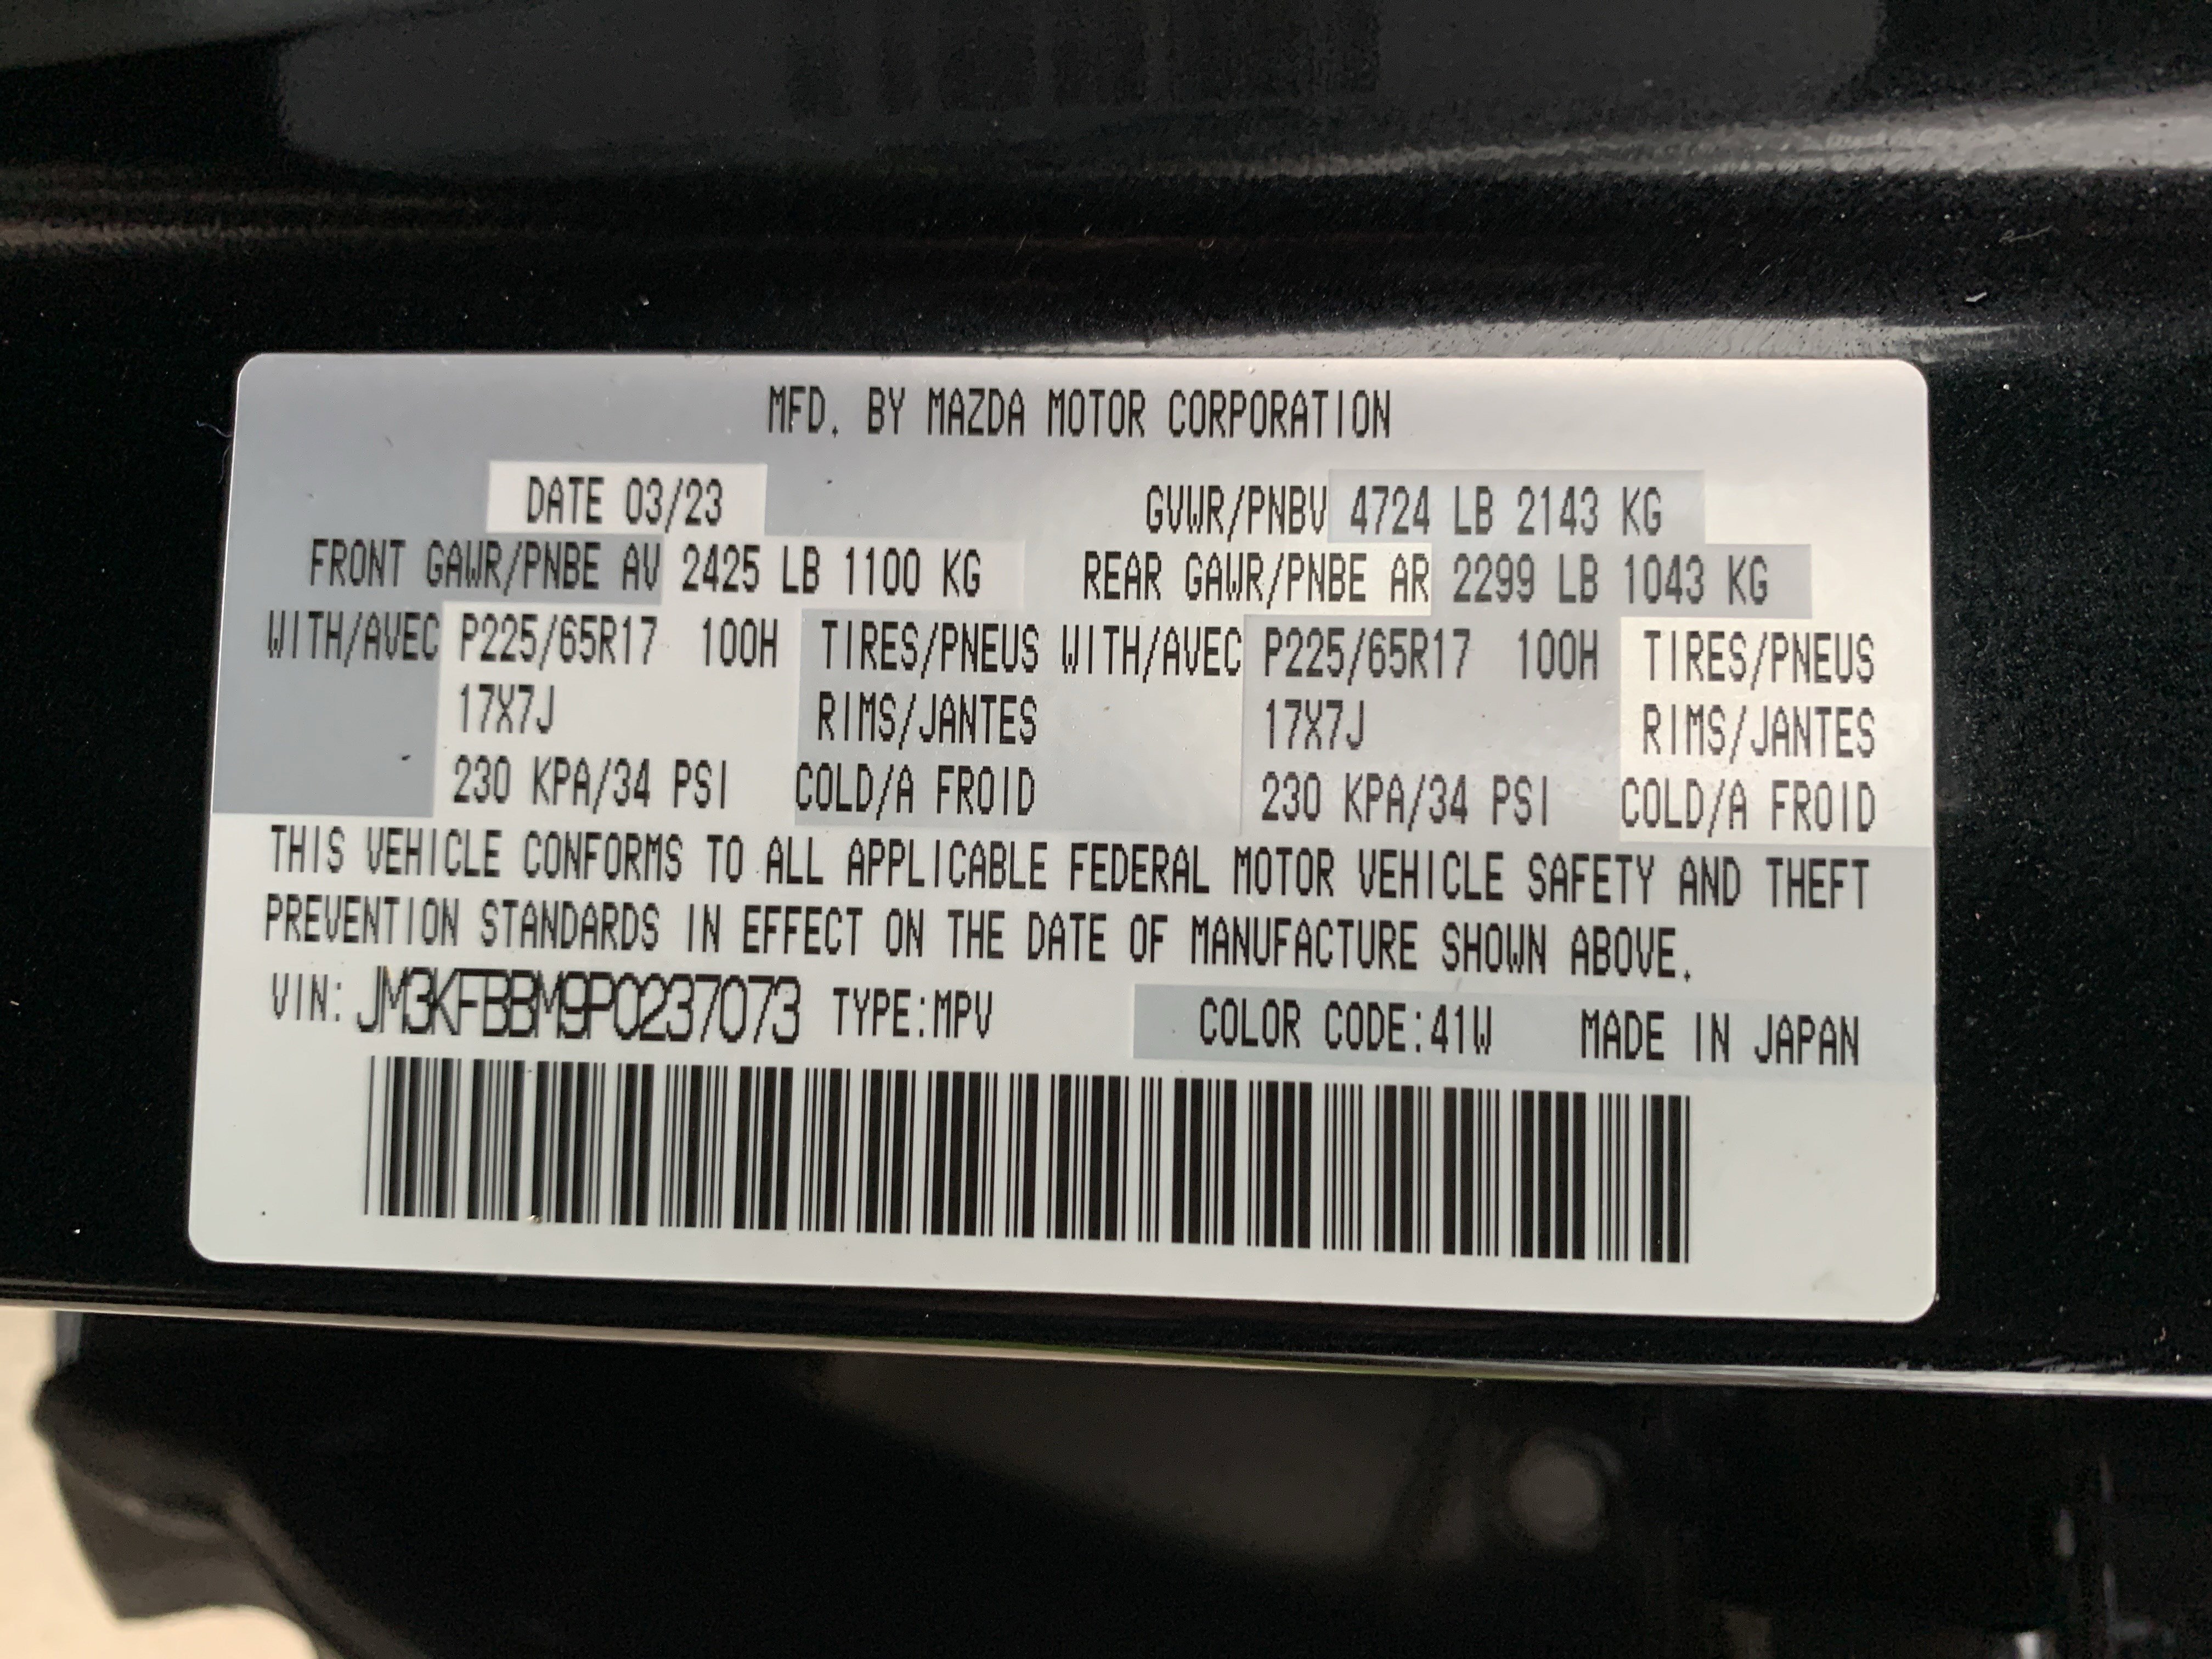 MFD. BY MAZDA MOTOR CORPORATION
DATE 03/23 GVWR/PNBV 4724 LB 2143 KG
FRONT GAWR/PNBE AV 2425 LB 1100 KG REAR GAWR/PNBE AR 2299 LB 1043 KG
WITH/AVEC P225/65R17 100H TIRES/PNEUS WITH/AVEC P225/65R17 100H TIRES/PNEUS
17X7J RIMS/JANTES 17X7J RIMS/JANTES
230 KPA/34 PSI COLD/A FROID 230 KPA/34 PSI COLD/A FROID
THIS VEHICLE CONFORMS TO ALL APPLICABLE FEDERAL MOTOR VEHICLE SAFETY AND THEFT
PREVENTION STANDARDS IN EFFECT ON THE DATE OF MANUFACTURE SHOWN ABOVE.
VIN: JM3KFBBM9P0237073 TYPE:MPV COLOR CODE:41W MADE IN JAPAN